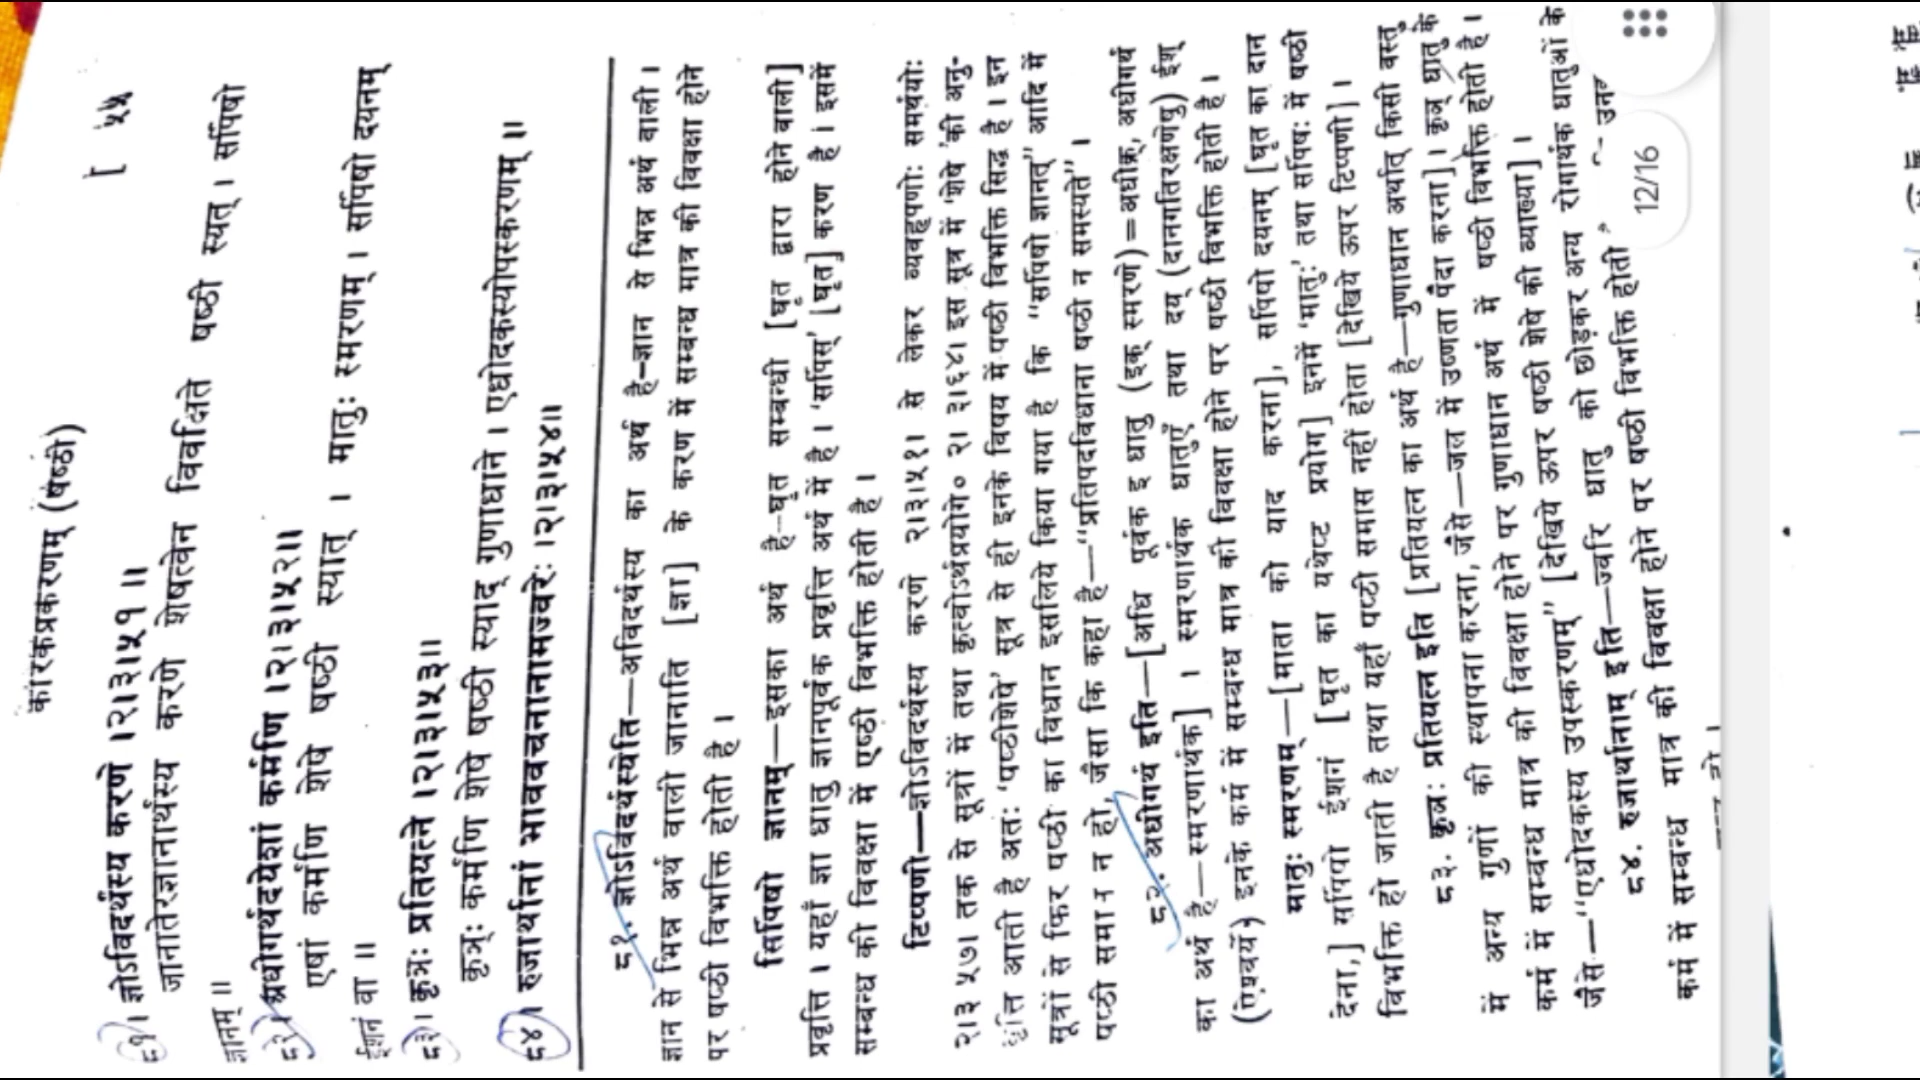 कारकप्रकरणम् (षष्ठी)
[ ५५
८१। ज्ञोऽविदर्थस्य करणे ।२।३।५१ ॥
जानातेरज्ञानार्थस्य करणे शेषत्वेन विवक्षिते षष्ठी स्यत् । सर्पिषो
ज्ञानम् ॥
८२। अधीगर्थदयेशां कर्मणि ।२।३।५२॥
एषां कर्मणि शेषे षष्ठी स्यात् । मातुः स्मरणम् । सर्पिषो दयनम्
ईशनं वा ॥
८३। कृञः प्रतियत्ने ।२।३।५३॥
कृञः कर्मणि शेषे षष्ठी स्याद् गुणाधाने । एधोदकस्योपस्करणम् ॥
८४। रुजार्थानां भाववचनानामज्वरेः ।२।३।५४॥
८१. ज्ञोऽविदर्थस्येति—अविदर्थस्य का अर्थ है-ज्ञान से भिन्न अर्थ वाली ।
ज्ञान से भिन्न अर्थ वाली जानाति [ज्ञा] के करण में सम्बन्ध मात्र की विवक्षा होने
पर षष्ठी विभक्ति होती है ।
सर्पिषो ज्ञानम्—इसका अर्थ है-घृत सम्बन्धी [घृत द्वारा होने वाली]
प्रवृत्ति । यहाँ ज्ञा धातु ज्ञानपूर्वक प्रवृत्ति अर्थ में है । 'सर्पिस्' [घृत] करण है । इसमें
सम्बन्ध की विवक्षा में षष्ठी विभक्ति होती है ।
टिप्पणी—ज्ञोऽविदर्थस्य करणे २।३।५१। से लेकर व्यवहृपणोः समर्थयोः
२।३ ५७। तक से सूत्रों में तथा कृत्वोऽर्थप्रयोगे० २। ३।६४। इस सूत्र में 'शेषे' की अनु-
वृत्ति आती है अतः 'षष्ठीशेषे' सूत्र से ही इनके विषय में षष्ठी विभक्ति सिद्ध है । इन
सूत्रों से फिर षष्ठी का विधान इसलिये किया गया है कि "सर्पिषो ज्ञानत्" आदि में
षष्ठी समास न हो, जैसा कि कहा है—"प्रतिपदविधाना षष्ठी न समस्यते" ।
८२. अधीगर्थ इति—[अधि पूर्वक इ धातु (इक् स्मरणे) = अधीक्, अधीगर्थ
का अर्थ है—स्मरणार्थक] । स्मरणार्थक धातुएँ तथा दय् (दानगतिरक्षणेषु) ईश्
(ऐश्वर्ये) इनके कर्म में सम्बन्ध मात्र की विवक्षा होने पर षष्ठी विभक्ति होती है ।
मातुः स्मरणम्—[माता को याद करना], सर्पिषो दयनम् [घृत का दान
देना,] सर्पिषो ईशनं [घृत का यथेष्ट प्रयोग] इनमें 'मातुः' तथा सर्पिषः में षष्ठी
विभक्ति हो जाती है तथा यहाँ षष्ठी समास नहीं होता [देखिये ऊपर टिप्पणी] ।
८३. कृञः प्रतियत्न इति [प्रतियत्न का अर्थ है—गुणाधान अर्थात् किसी वस्तु
में अन्य गुणों की स्थापना करना, जैसे—जल में उष्णता पैदा करना] । कृञ् धातु के
कर्म में सम्बन्ध मात्र की विवक्षा होने पर गुणाधान अर्थ में षष्ठी विभक्ति होती है ।
जैसे—"एधोदकस्य उपस्करणम्" [देखिये ऊपर षष्ठी शेषे की व्याख्या] ।
८४. रुजार्थानाम् इति—ज्वरि धातु को छोड़कर अन्य रोगार्थक धातुओं के
कर्म में सम्बन्ध मात्र की विवक्षा होने पर षष्ठी विभक्ति होती
12/16